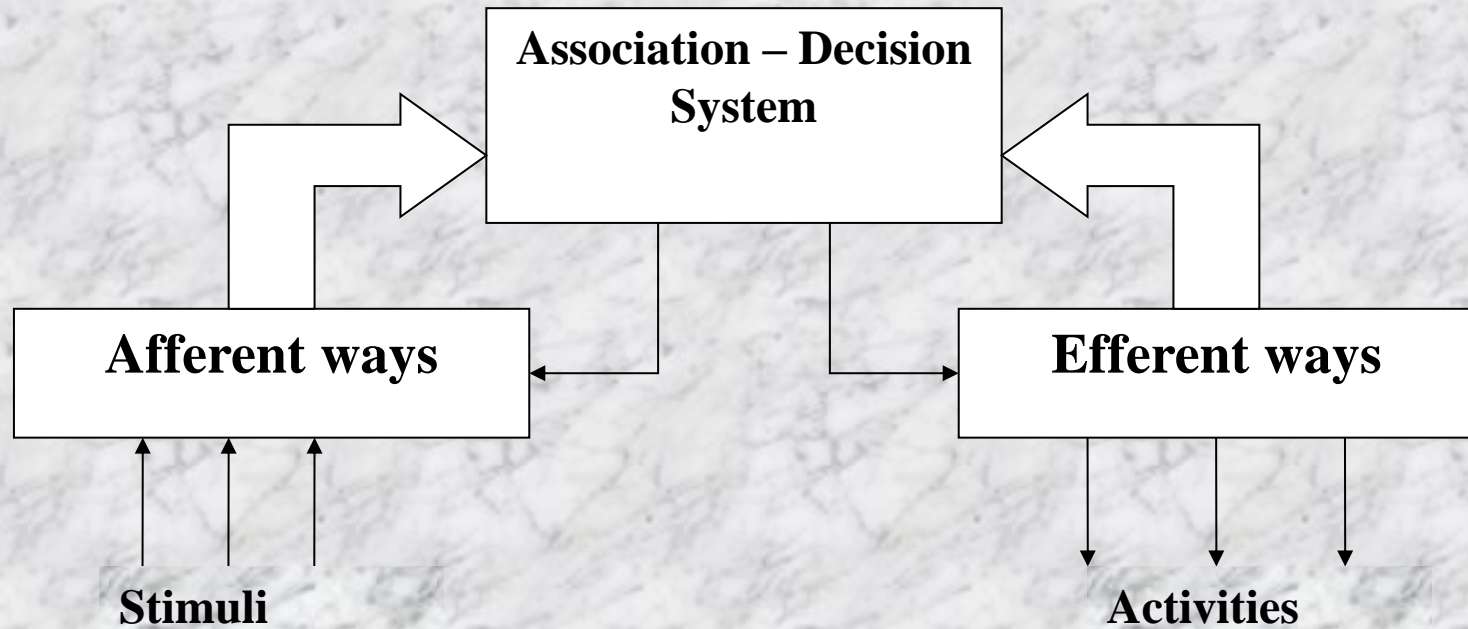 Association – Decision
System
Afferent ways
Efferent ways
Stimuli
Activities